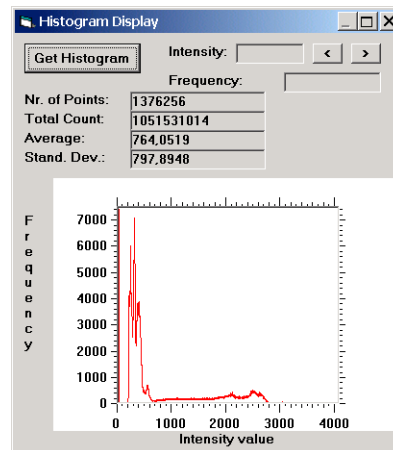 Histogram Display
Get Histogram
Intensity:
<
>
Frequency:
Nr. of Points: 1376256
Total Count: 1051531014
Average: 764,0519
Stand. Dev.: 797,8948
Frequency
7000
6000
5000
4000
3000
2000
1000
0
0 1000 2000 3000 4000
Intensity value